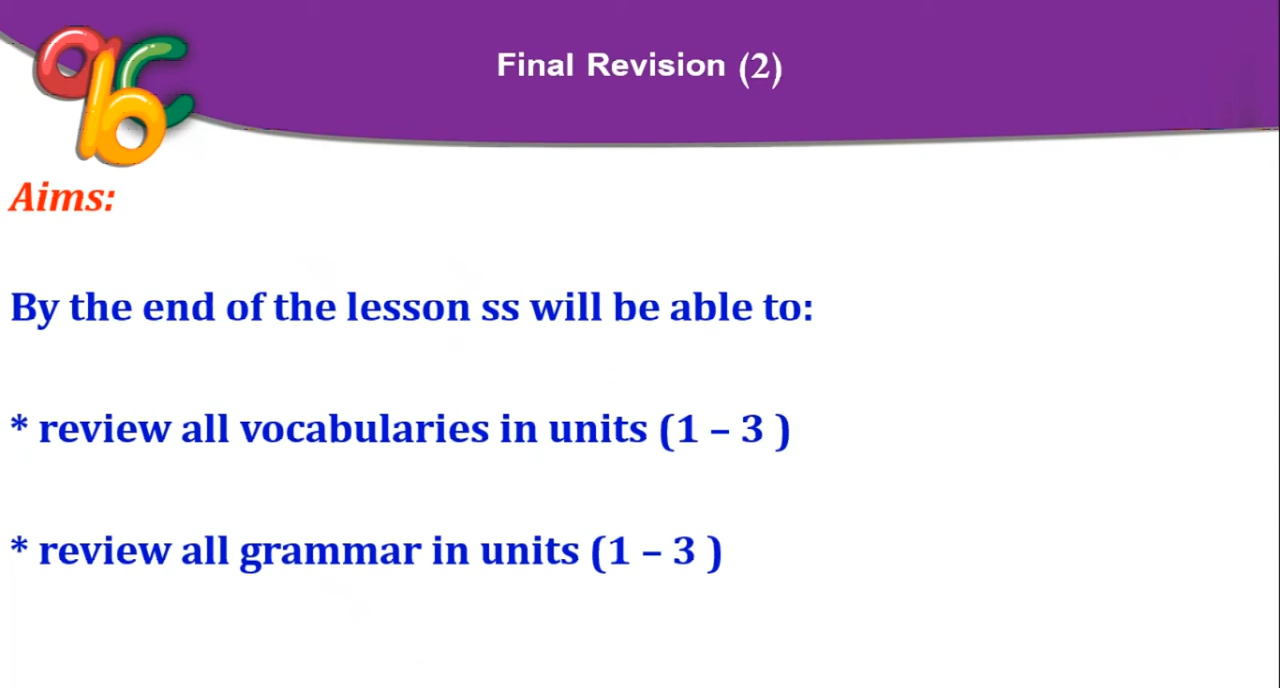 abc
Final Revision (2)
Aims:
By the end of the lesson ss will be able to:
* review all vocabularies in units (1 – 3 )
* review all grammar in units (1 – 3 )